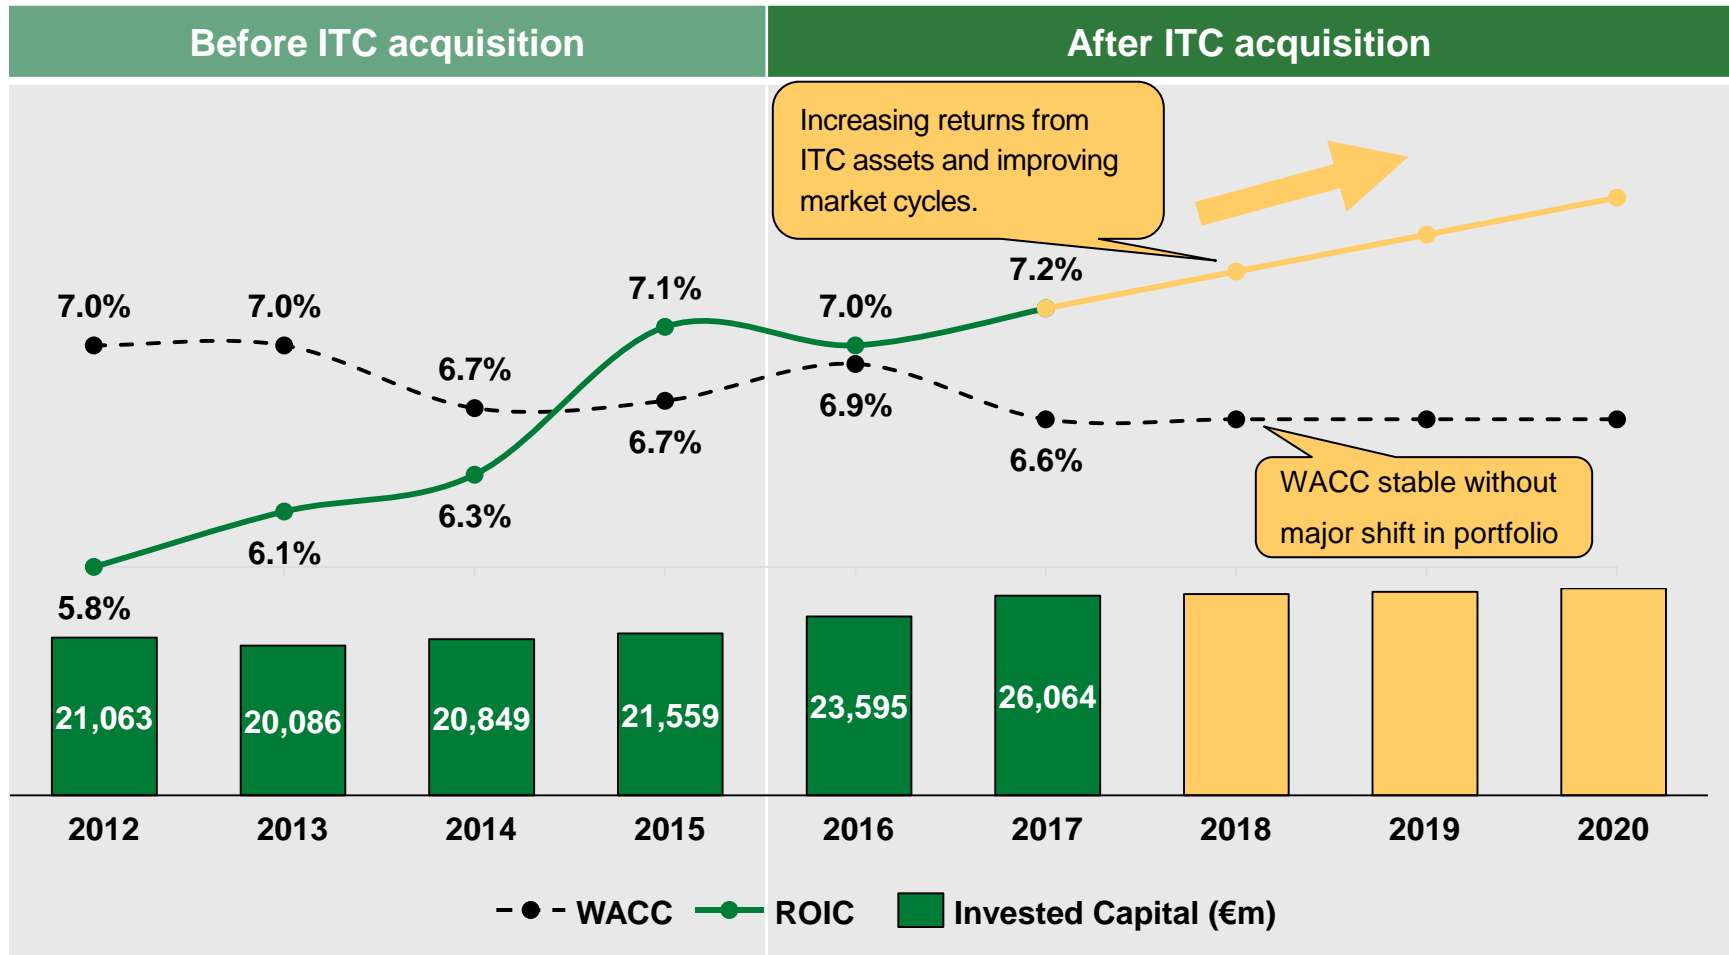 Before ITC acquisition
After ITC acquisition
Increasing returns from
ITC assets and improving
market cycles.
7.0%
7.0%
6.7%
7.1%
7.0%
7.2%
5.8%
6.1%
6.3%
6.7%
6.9%
6.6%
WACC stable without
major shift in portfolio
21,063
20,086
20,849
21,559
23,595
26,064
2012
2013
2014
2015
2016
2017
2018
2019
2020
WACC
ROIC
Invested Capital (€m)